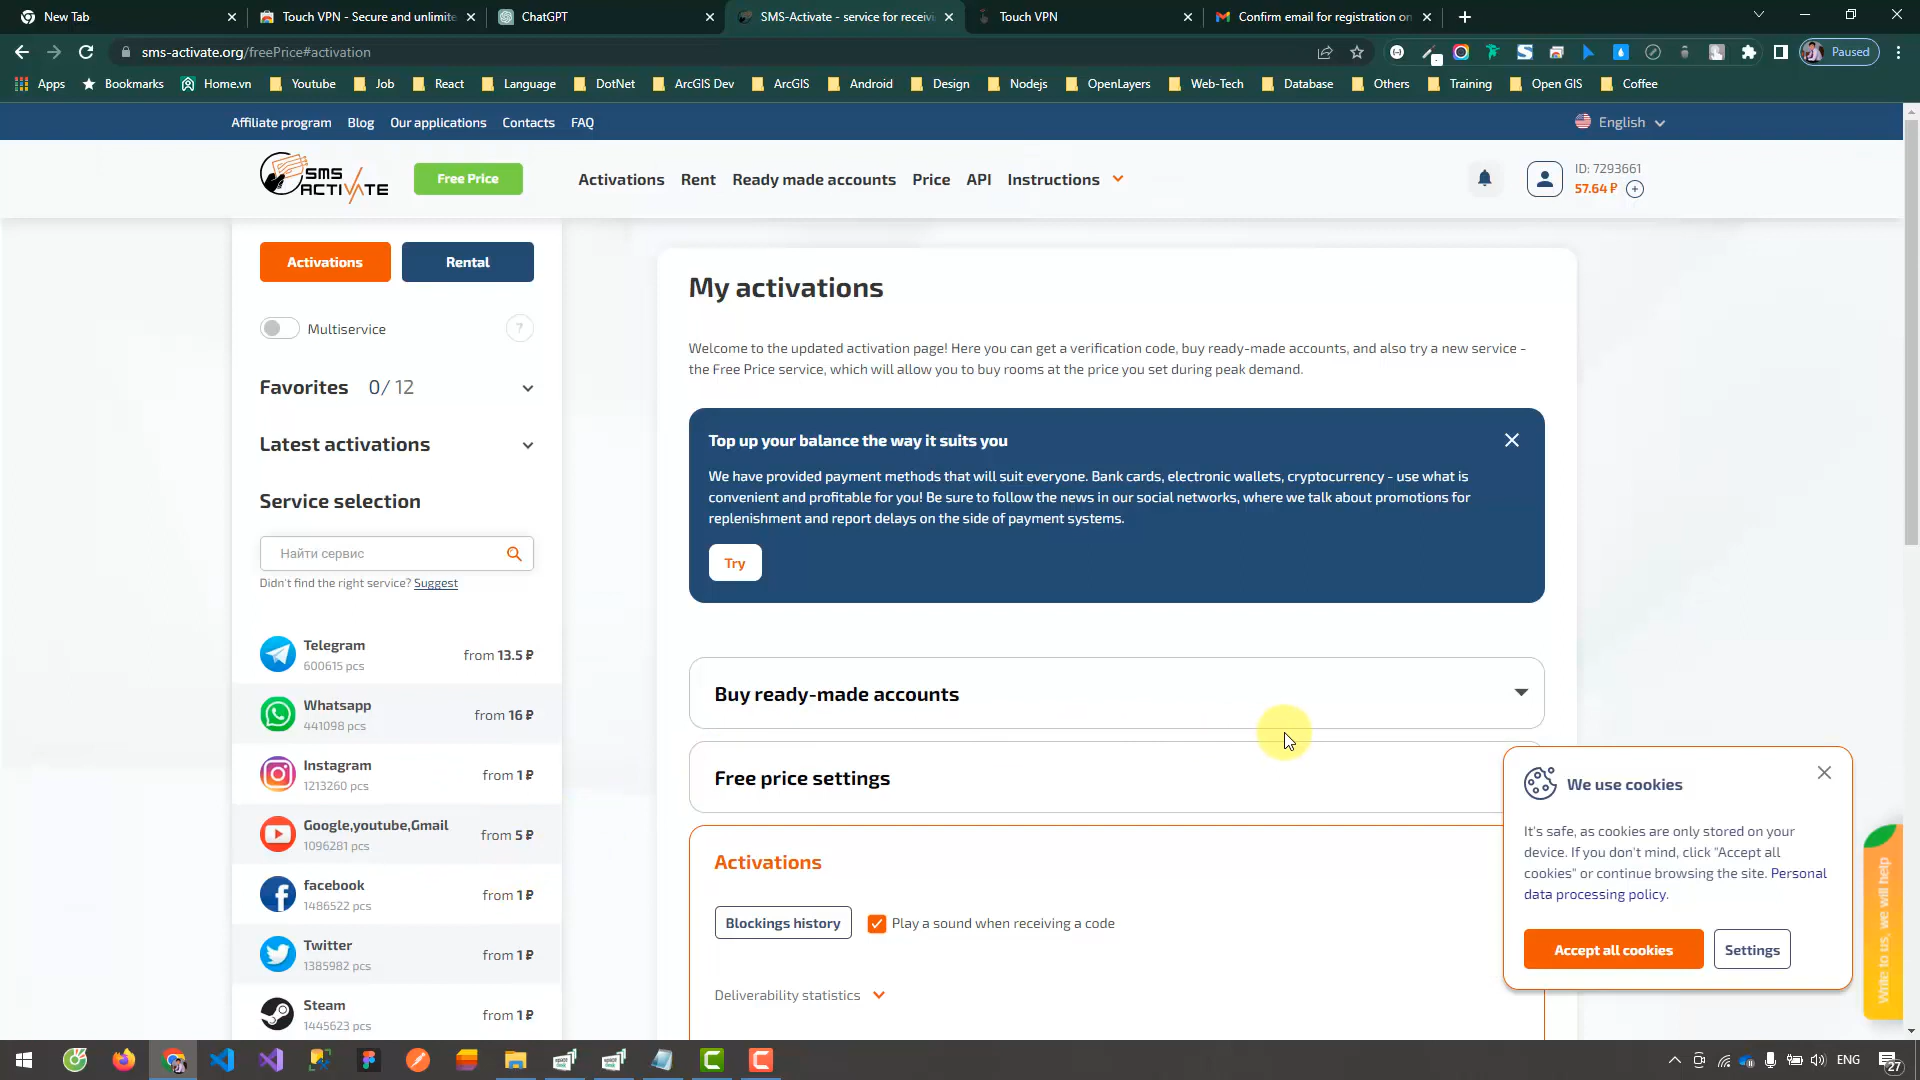 New Tab
Touch VPN - Secure and unlimite
ChatGPT
SMS-Activate - service for receivi
Touch VPN
Confirm email for registration on
sms-activate.org/freePrice#activation
Paused
Apps
Bookmarks
Home.vn
Youtube
Job
React
Language
DotNet
ArcGIS Dev
ArcGIS
Android
Design
Nodejs
OpenLayers
Web-Tech
Database
Others
Training
Open GIS
Coffee
Affiliate program
Blog
Our applications
Contacts
FAQ
English
SMS
ACTIVATE
Free Price
Activations
Rent
Ready made accounts
Price
API
Instructions
ID: 7293661
57.64 ₽
Activations
Rental
Multiservice
?
Favorites 0/ 12
Latest activations
Service selection
Найти сервис
Didn't find the right service? Suggest
Telegram
600615 pcs
from 13.5 ₽
Whatsapp
441098 pcs
from 16 ₽
Instagram
1213260 pcs
from 1 ₽
Google,youtube,Gmail
1096281 pcs
from 5 ₽
facebook
1486522 pcs
from 1 ₽
Twitter
1385982 pcs
from 1 ₽
Steam
1445623 pcs
from 1 ₽
My activations
Welcome to the updated activation page! Here you can get a verification code, buy ready-made accounts, and also try a new service -
the Free Price service, which will allow you to buy rooms at the price you set during peak demand.
Top up your balance the way it suits you
We have provided payment methods that will suit everyone. Bank cards, electronic wallets, cryptocurrency - use what is
convenient and profitable for you! Be sure to follow the news in our social networks, where we talk about promotions for
replenishment and report delays on the side of payment systems.
Try
Buy ready-made accounts
Free price settings
Activations
Blockings history
Play a sound when receiving a code
Deliverability statistics
We use cookies
It's safe, as cookies are only stored on your
device. If you don't mind, click "Accept all
cookies" or continue browsing the site. Personal
data processing policy.
Accept all cookies
Settings
Write to us, we will help
ENG
27